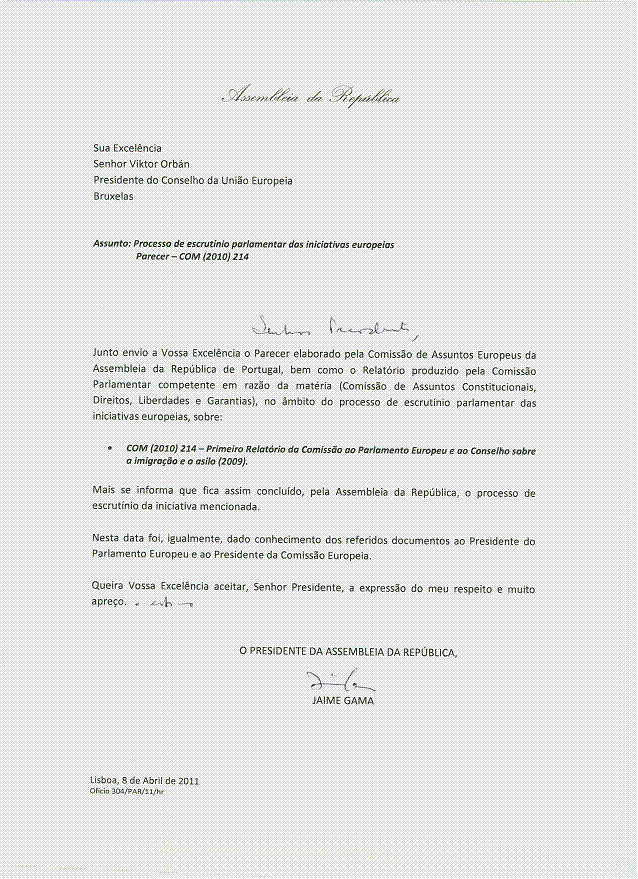 Assembleia da República
Sua Excelência
Senhor Viktor Orbán
Presidente do Conselho da União Europeia
Bruxelas
Assunto: Processo de escrutínio parlamentar das iniciativas europeias
Parecer – COM (2010) 214
Senhor Presidente,
Junto envio a Vossa Excelência o Parecer elaborado pela Comissão de Assuntos Europeus da
Assembleia da República de Portugal, bem como o Relatório produzido pela Comissão
Parlamentar competente em razão da matéria (Comissão de Assuntos Constitucionais,
Direitos, Liberdades e Garantias), no âmbito do processo de escrutínio parlamentar das
iniciativas europeias, sobre:
• COM (2010) 214 – Primeiro Relatório da Comissão ao Parlamento Europeu e ao Conselho sobre
a imigração e o asilo (2009).
Mais se informa que fica assim concluído, pela Assembleia da República, o processo de
escrutínio da iniciativa mencionada.
Nesta data foi, igualmente, dado conhecimento dos referidos documentos ao Presidente do
Parlamento Europeu e ao Presidente da Comissão Europeia.
Queira Vossa Excelência aceitar, Senhor Presidente, a expressão do meu respeito e muito
apreço.
O PRESIDENTE DA ASSEMBLEIA DA REPÚBLICA,
JAIME GAMA
Lisboa, 8 de Abril de 2011
Ofício 304/PAR/11/hr